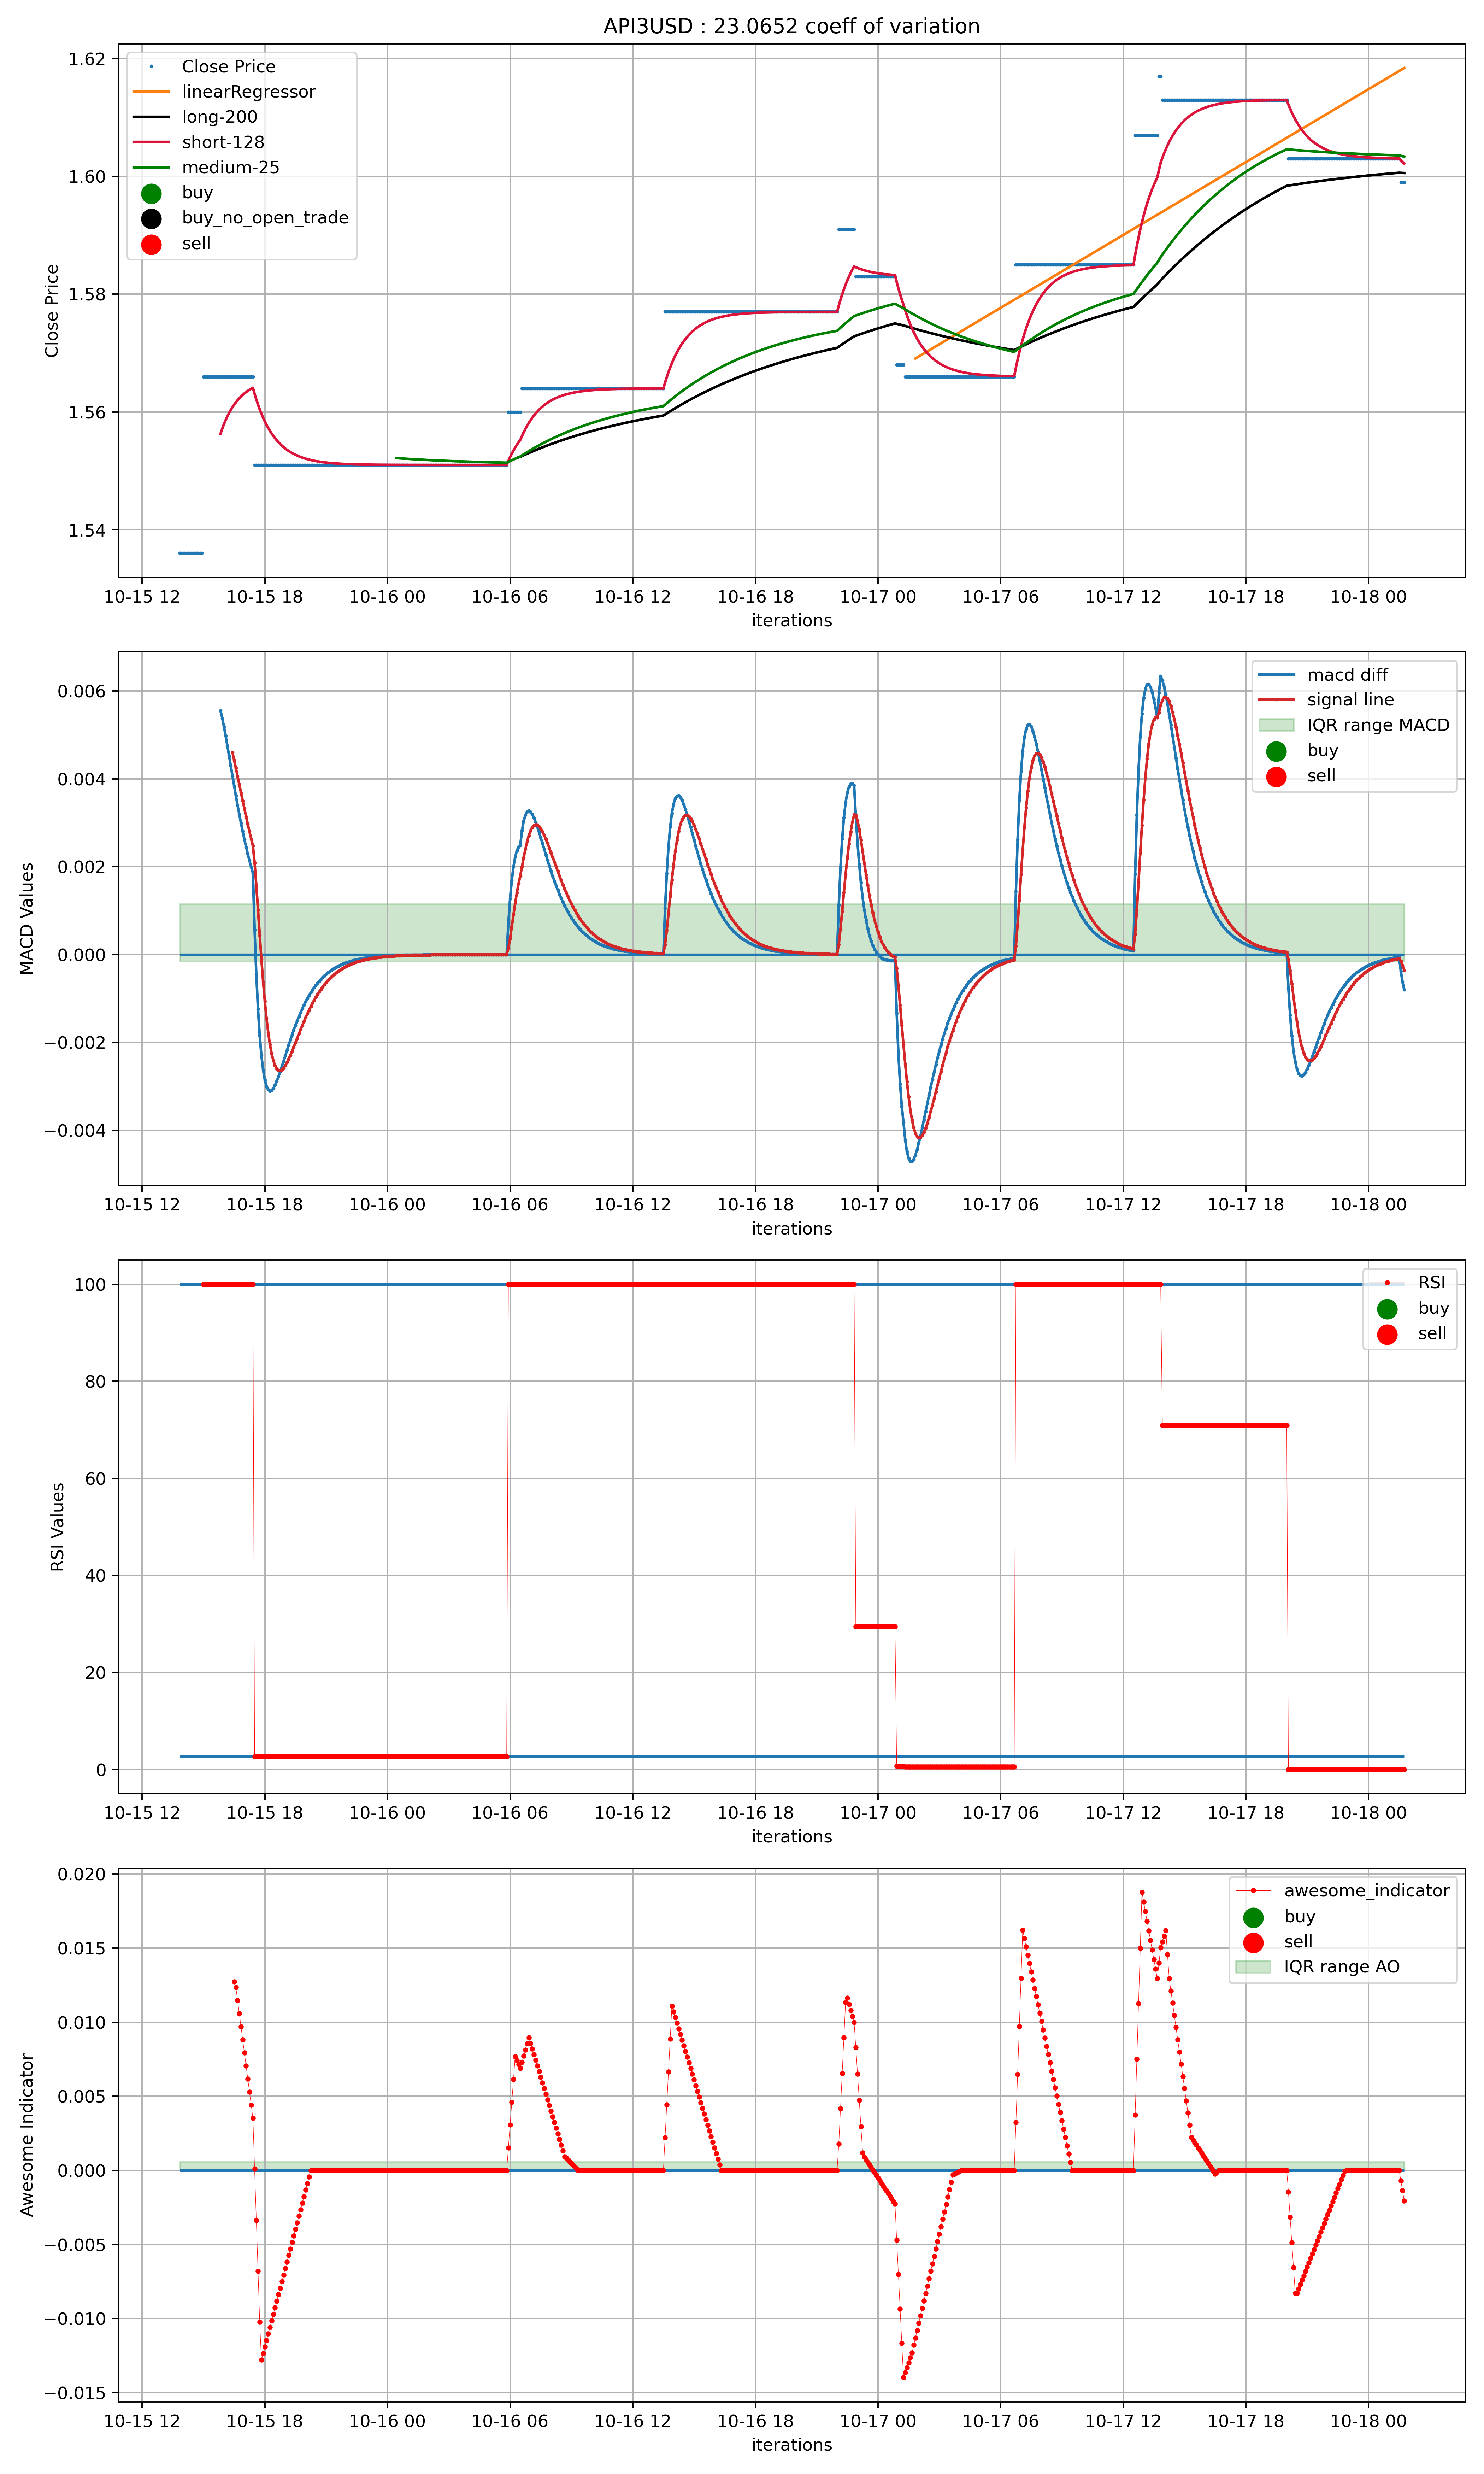 API3USD : 23.0652 coeff of variation
1.62
1.60
1.58
1.56
1.54
Close Price
Close Price
linearRegressor
long-200
short-128
medium-25
buy
buy_no_open_trade
sell
10-15 12
10-15 18
10-16 00
10-16 06
10-16 12
10-16 18
10-17 00
10-17 06
10-17 12
10-17 18
10-18 00
iterations
0.006
0.004
0.002
0.000
−0.002
−0.004
MACD Values
macd diff
signal line
IQR range MACD
buy
sell
10-15 12
10-15 18
10-16 00
10-16 06
10-16 12
10-16 18
10-17 00
10-17 06
10-17 12
10-17 18
10-18 00
iterations
100
80
60
40
20
0
RSI Values
RSI
buy
sell
10-15 12
10-15 18
10-16 00
10-16 06
10-16 12
10-16 18
10-17 00
10-17 06
10-17 12
10-17 18
10-18 00
iterations
0.020
0.015
0.010
0.005
0.000
−0.005
−0.010
−0.015
Awesome Indicator
awesome_indicator
buy
sell
IQR range AO
10-15 12
10-15 18
10-16 00
10-16 06
10-16 12
10-16 18
10-17 00
10-17 06
10-17 12
10-17 18
10-18 00
iterations